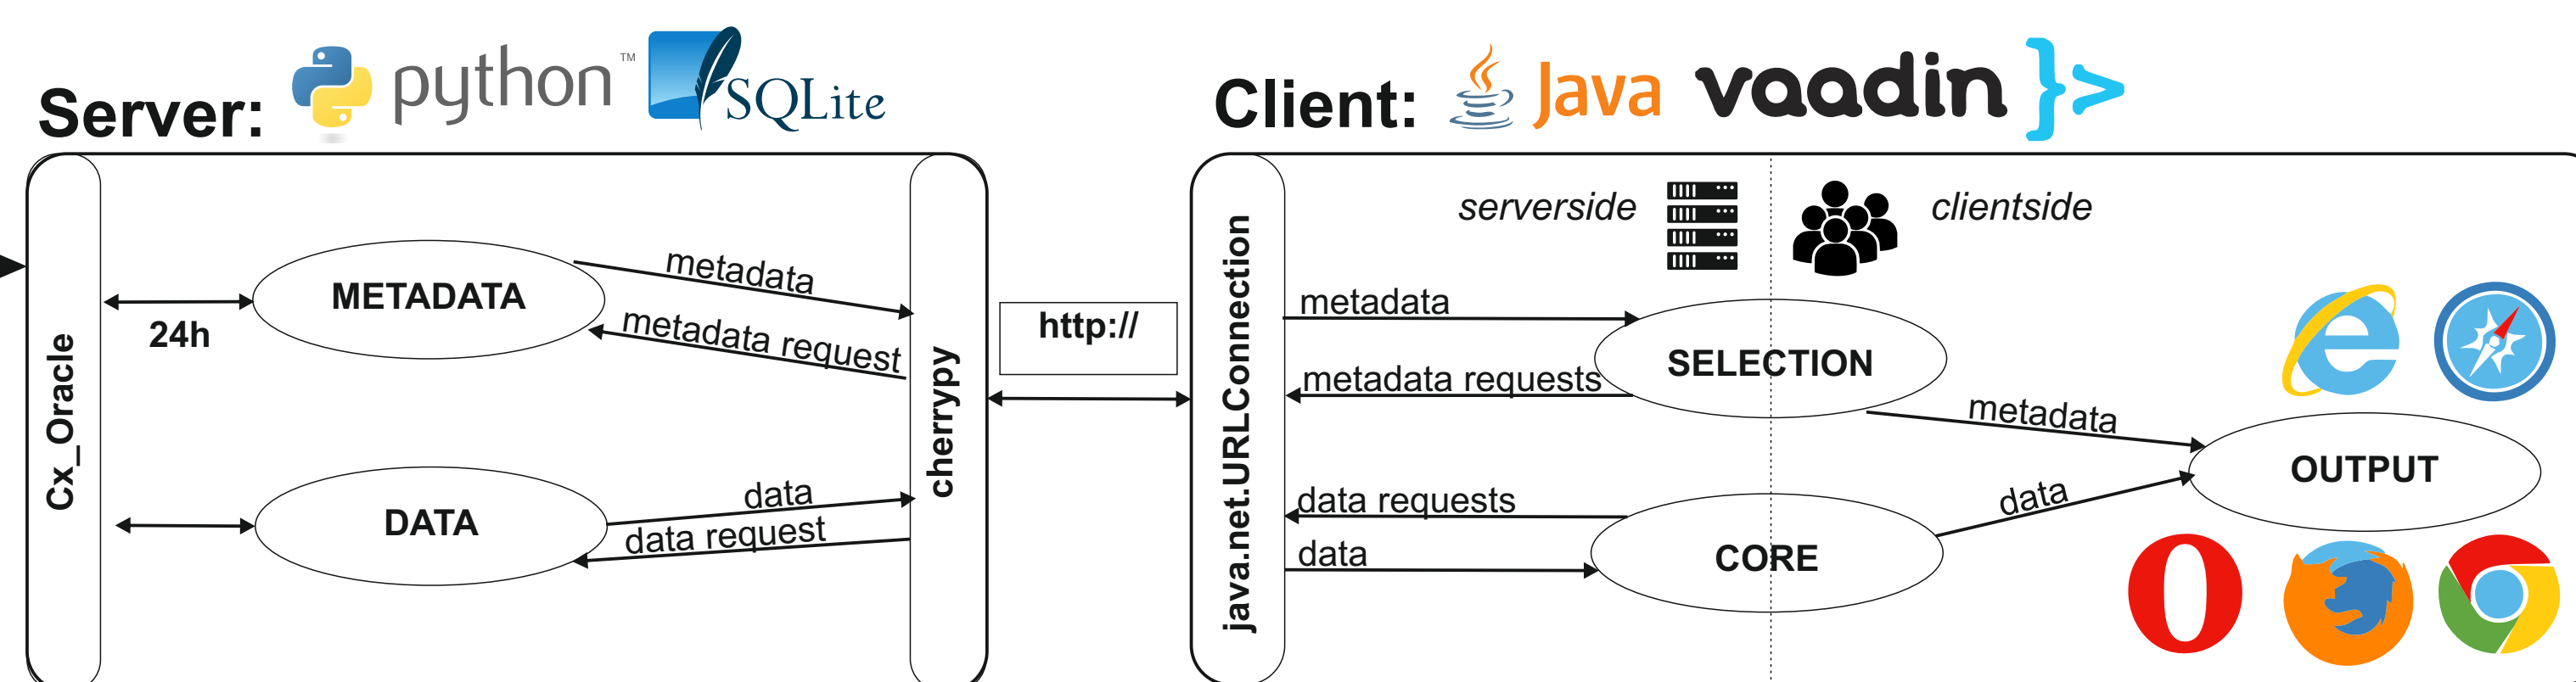 Server:
python™
SQLite
Client:
Java
vaadin }>
serverside
clientside
Cx_Oracle
24h
METADATA
metadata
metadata request
DATA
data
data request
cherrypy
http://
java.net.URLConnection
metadata
metadata requests
SELECTION
data requests
data
CORE
metadata
data
OUTPUT